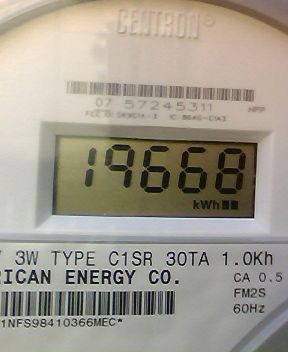 CENTRON®
07 57245311
19668
kWh
3W TYPE C1SR 30TA 1.0Kh
RICAN ENERGY CO.
CA 0.5
FM2S
1NFS98410366MEC*
60Hz